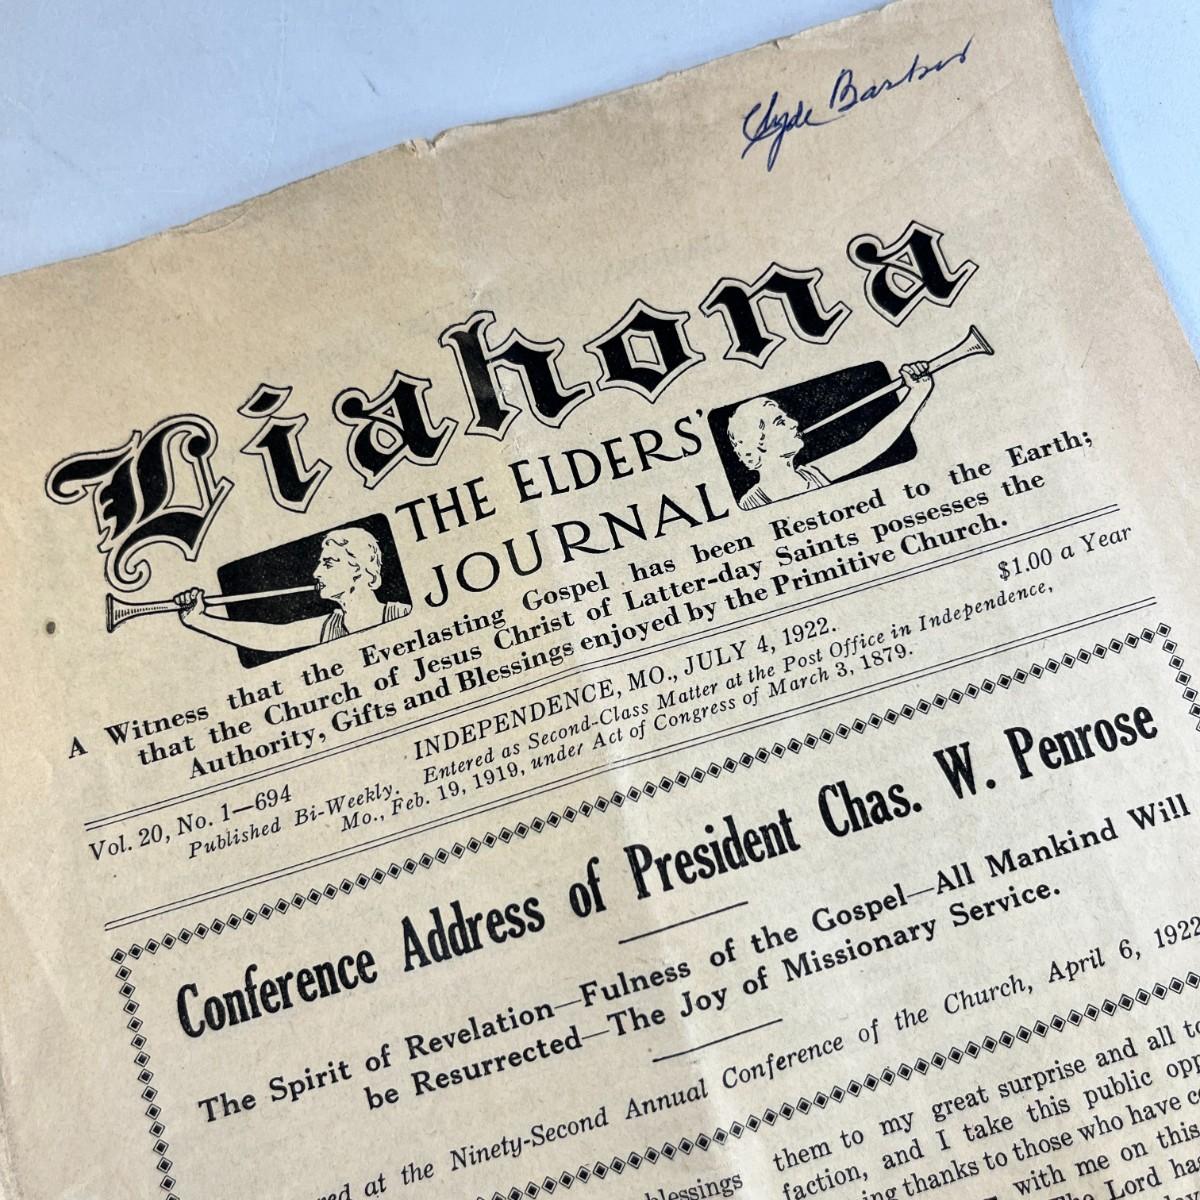 Clyde Barber
Liahona
THE ELDERS'
JOURNAL
A Witness that the Everlasting Gospel has been Restored to the Earth;
that the Church of Jesus Christ of Latter-day Saints possesses the
Authority, Gifts and Blessings enjoyed by the Primitive Church.
Vol. 20, No. 1—694 INDEPENDENCE, MO., JULY 4, 1922. $1.00 a Year
Published Bi-Weekly. Entered as Second-Class Matter at the Post Office in Independence,
Mo., Feb. 19, 1919, under Act of Congress of March 3, 1879.
Conference Address of President Chas. W. Penrose
The Spirit of Revelation—Fulness of the Gospel—All Mankind Will
be Resurrected—The Joy of Missionary Service.
at the Ninety-Second Annual Conference of the Church, April 6, 1922
blessings
them to my great surprise and all
faction, and I take this public
thanks to those who have
with me on this
Lord